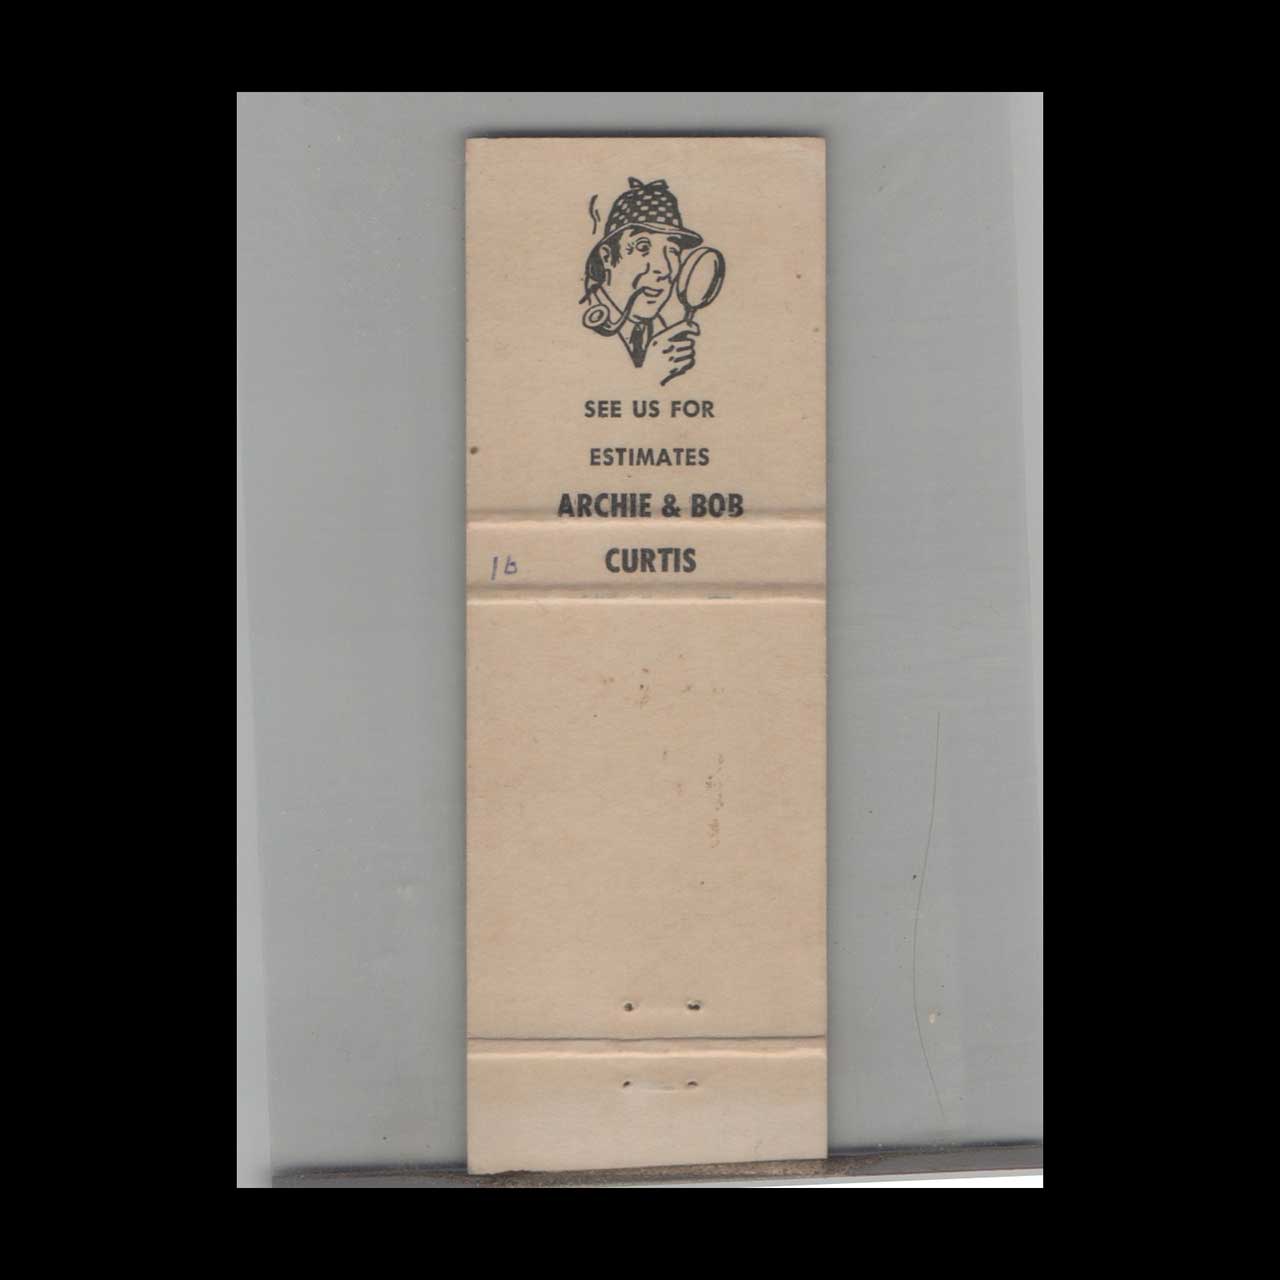 SEE US FOR
ESTIMATES
ARCHIE & BOB
CURTIS
16